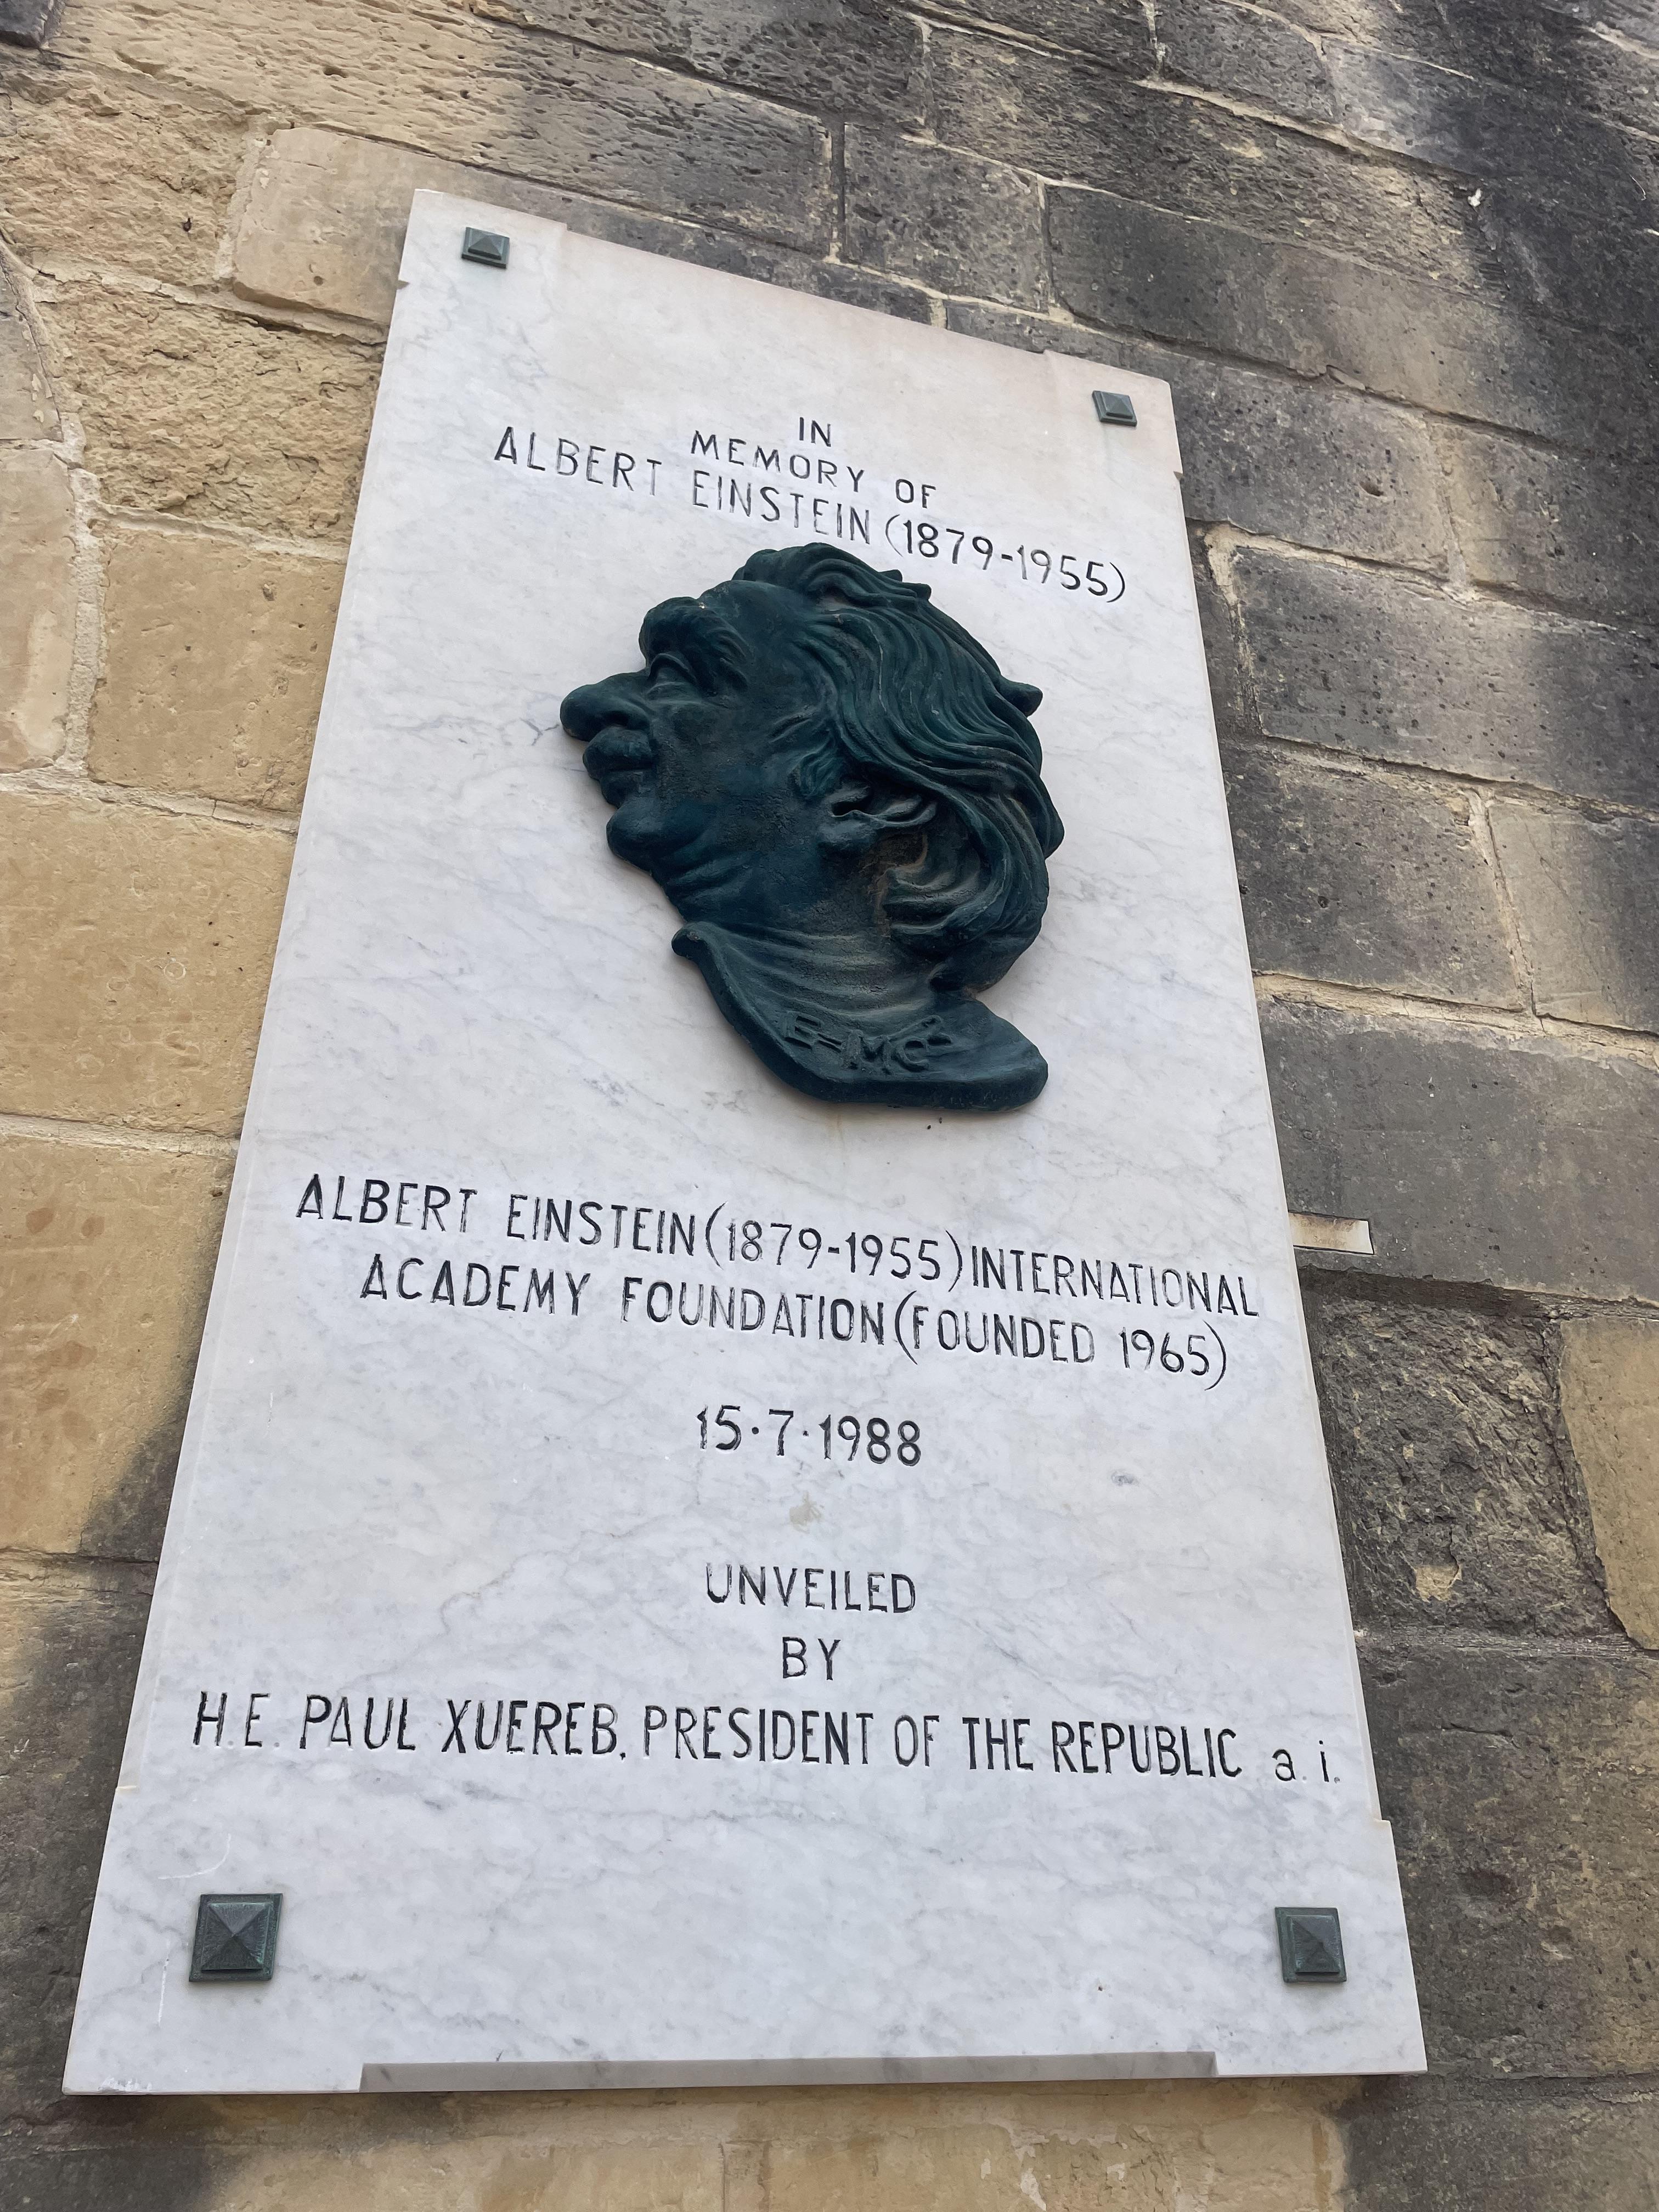 IN
MEMORY OF
ALBERT EINSTEIN (1879-1955)
E=MC²
ALBERT EINSTEIN (1879-1955) INTERNATIONAL
ACADEMY FOUNDATION (FOUNDED 1965)
15·7·1988
UNVEILED
BY
H.E. PAUL XUEREB, PRESIDENT OF THE REPUBLIC a.i.